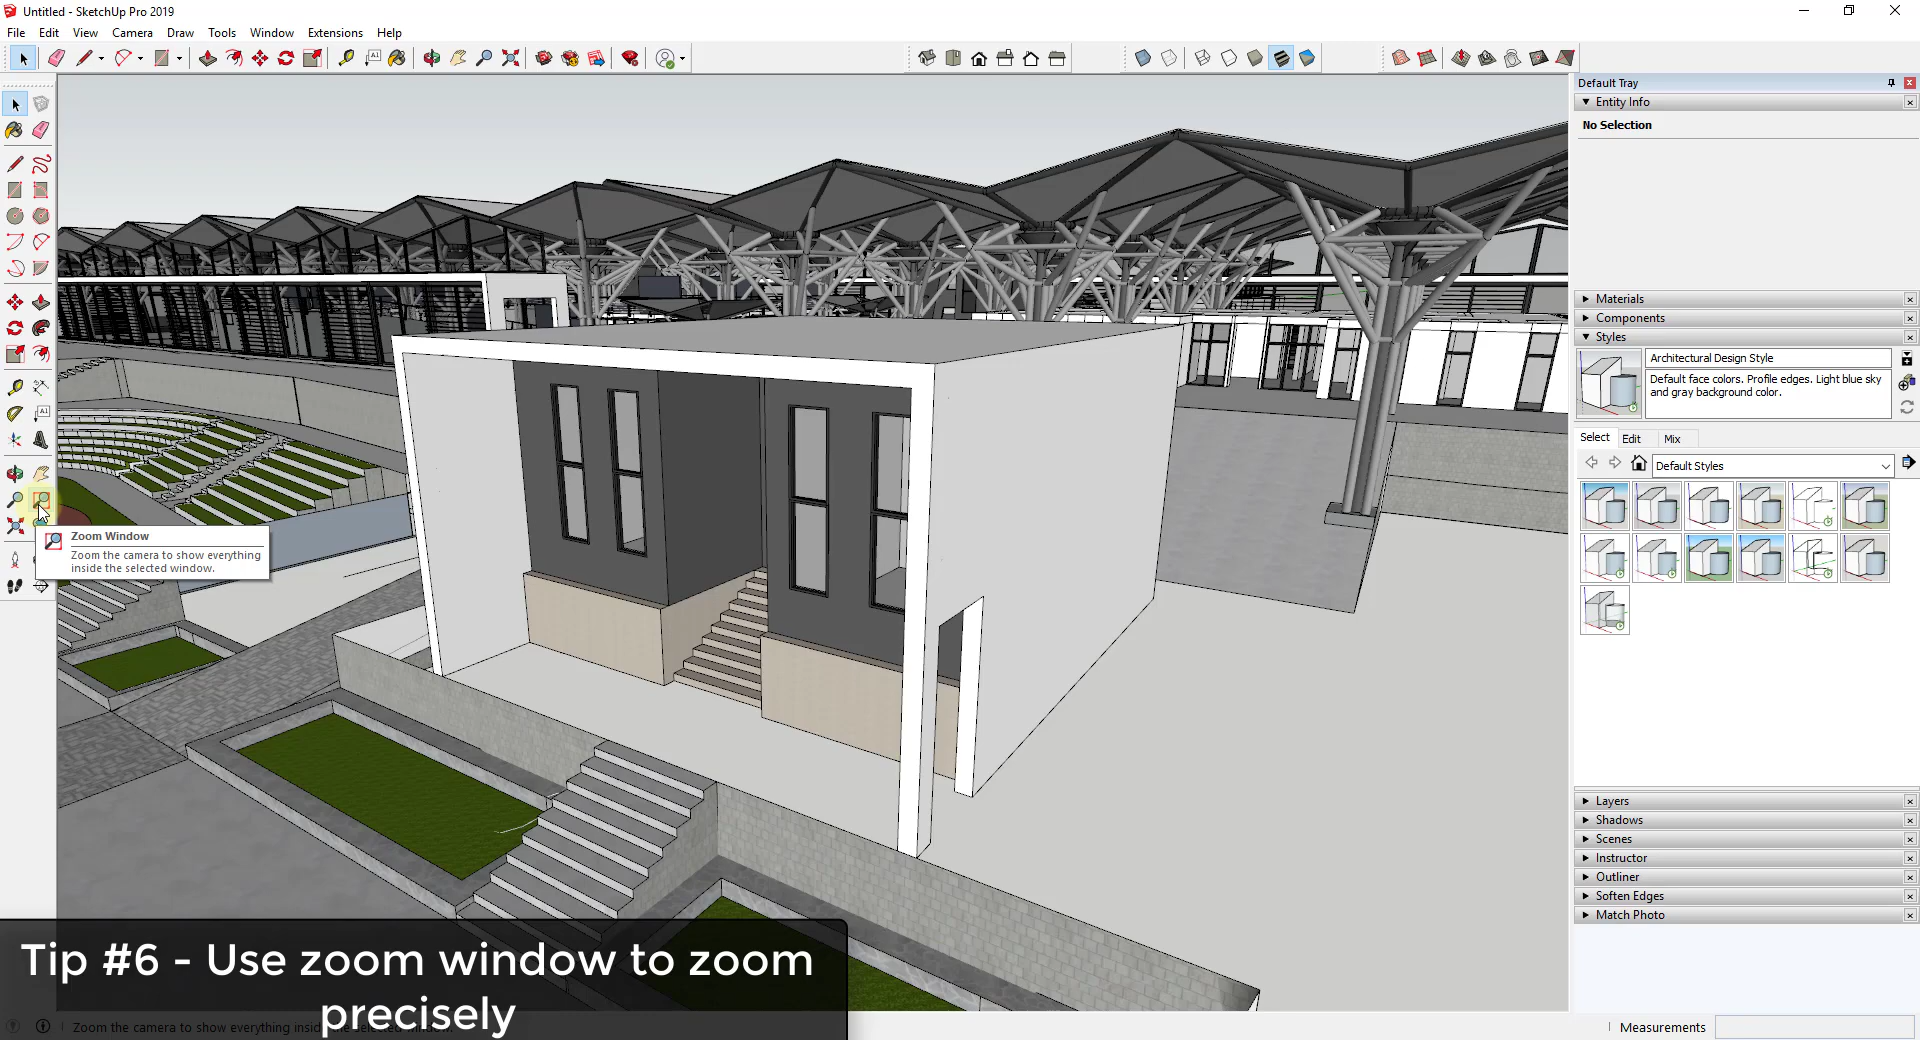 Untitled - SketchUp Pro 2019
File Edit View Camera Draw Tools Window Extensions Help
Default Tray
Entity Info
No Selection
Materials
Components
Styles
Architectural Design Style
Default face colors. Profile edges. Light blue sky
and gray background color.
Select Edit Mix
Default Styles
Zoom Window
Zoom the camera to show everything
inside the selected window.
Layers
Shadows
Scenes
Instructor
Outliner
Soften Edges
Match Photo
Tip #6 - Use zoom window to zoom
precisely
Zoom the camera to show everything
Measurements